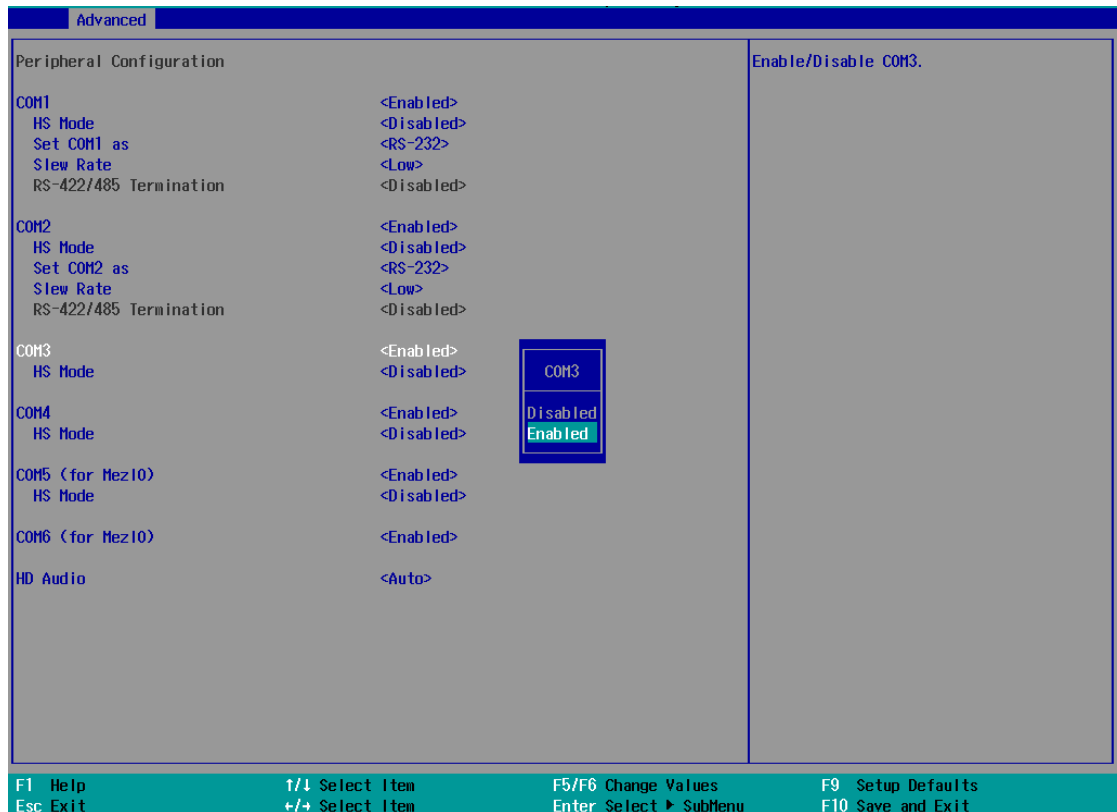 Advanced
Peripheral Configuration
Enable/Disable COM3.
COM1 <Enabled>
HS Mode <Disabled>
Set COM1 as <RS-232>
Slew Rate <Low>
RS-422/485 Termination <Disabled>
COM2 <Enabled>
HS Mode <Disabled>
Set COM2 as <RS-232>
Slew Rate <Low>
RS-422/485 Termination <Disabled>
COM3 <Enabled>
HS Mode <Disabled>
COM4 <Enabled>
HS Mode <Disabled>
COM5 (for MezIO) <Enabled>
HS Mode <Disabled>
COM6 (for MezIO) <Enabled>
HD Audio <Auto>
COM3
Disabled
Enabled
F1 Help ↑/↓ Select Item F5/F6 Change Values F9 Setup Defaults
Esc Exit ←/→ Select Item Enter Select ▶ SubMenu F10 Save and Exit